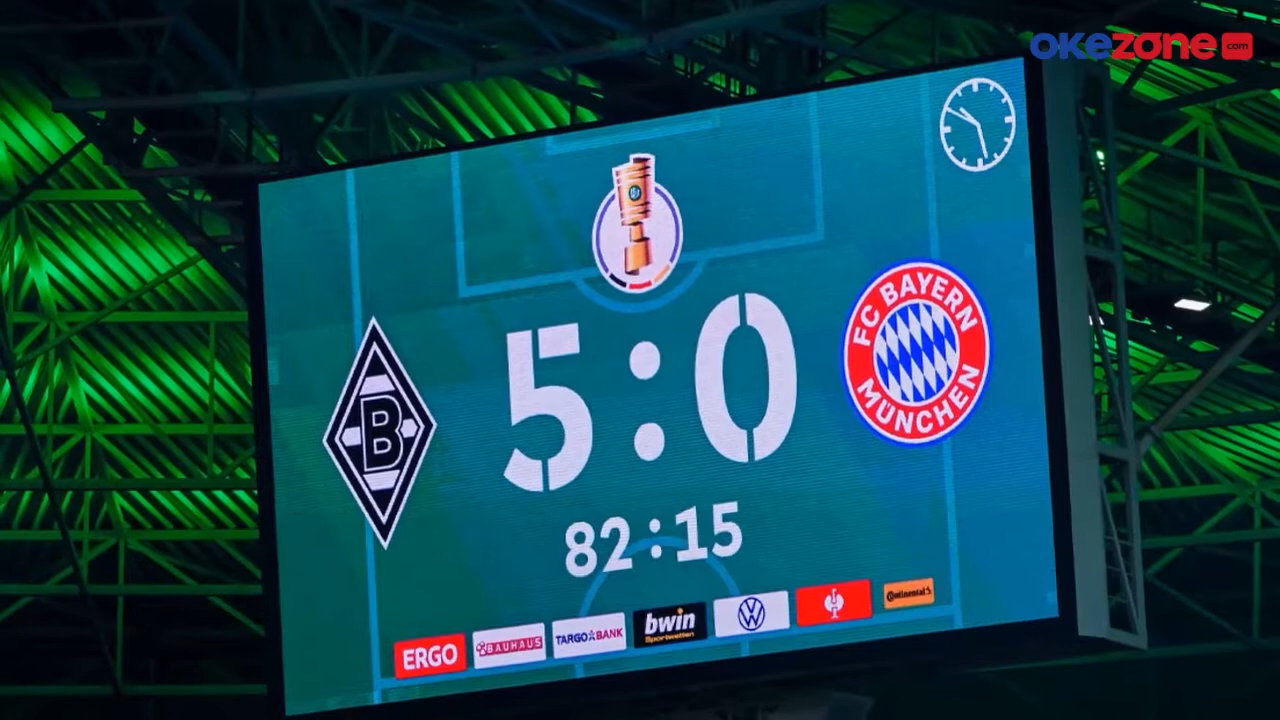 okezone.com
FC BAYERN
MÜNCHEN
B
5:0
82:15
ERGO
BAUHAUS
TARGOBANK
bwin
Sportwetten
Continental